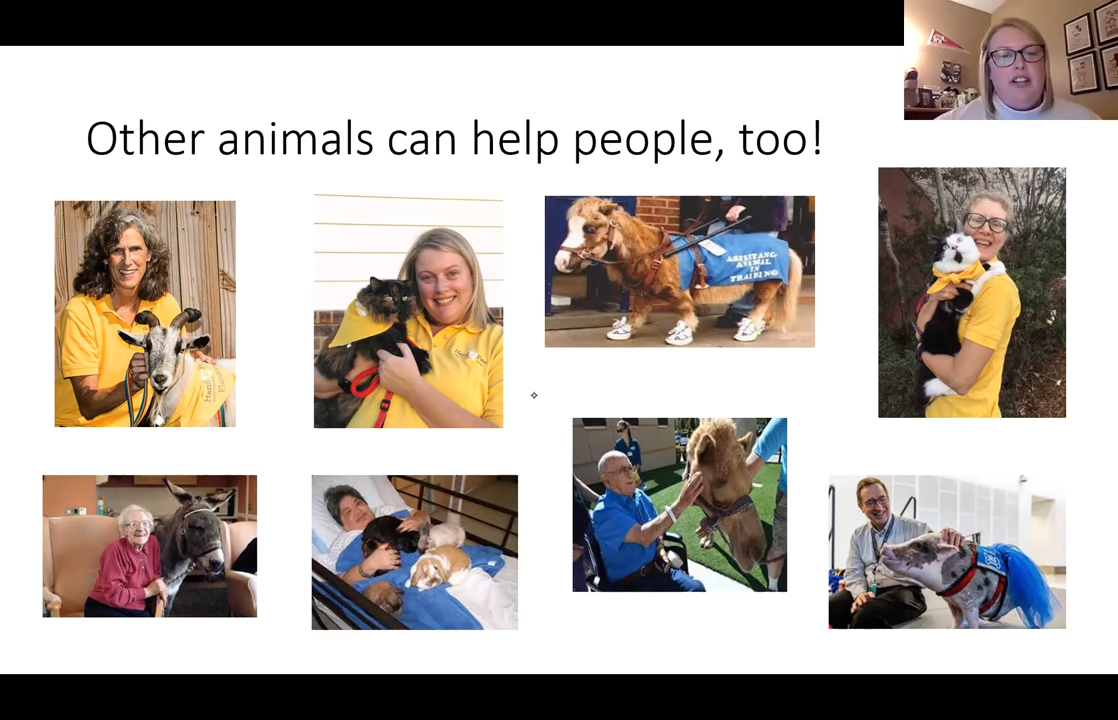 Other animals can help people, too!
ASSISTANCE
ANIMAL
IN
TRAINING